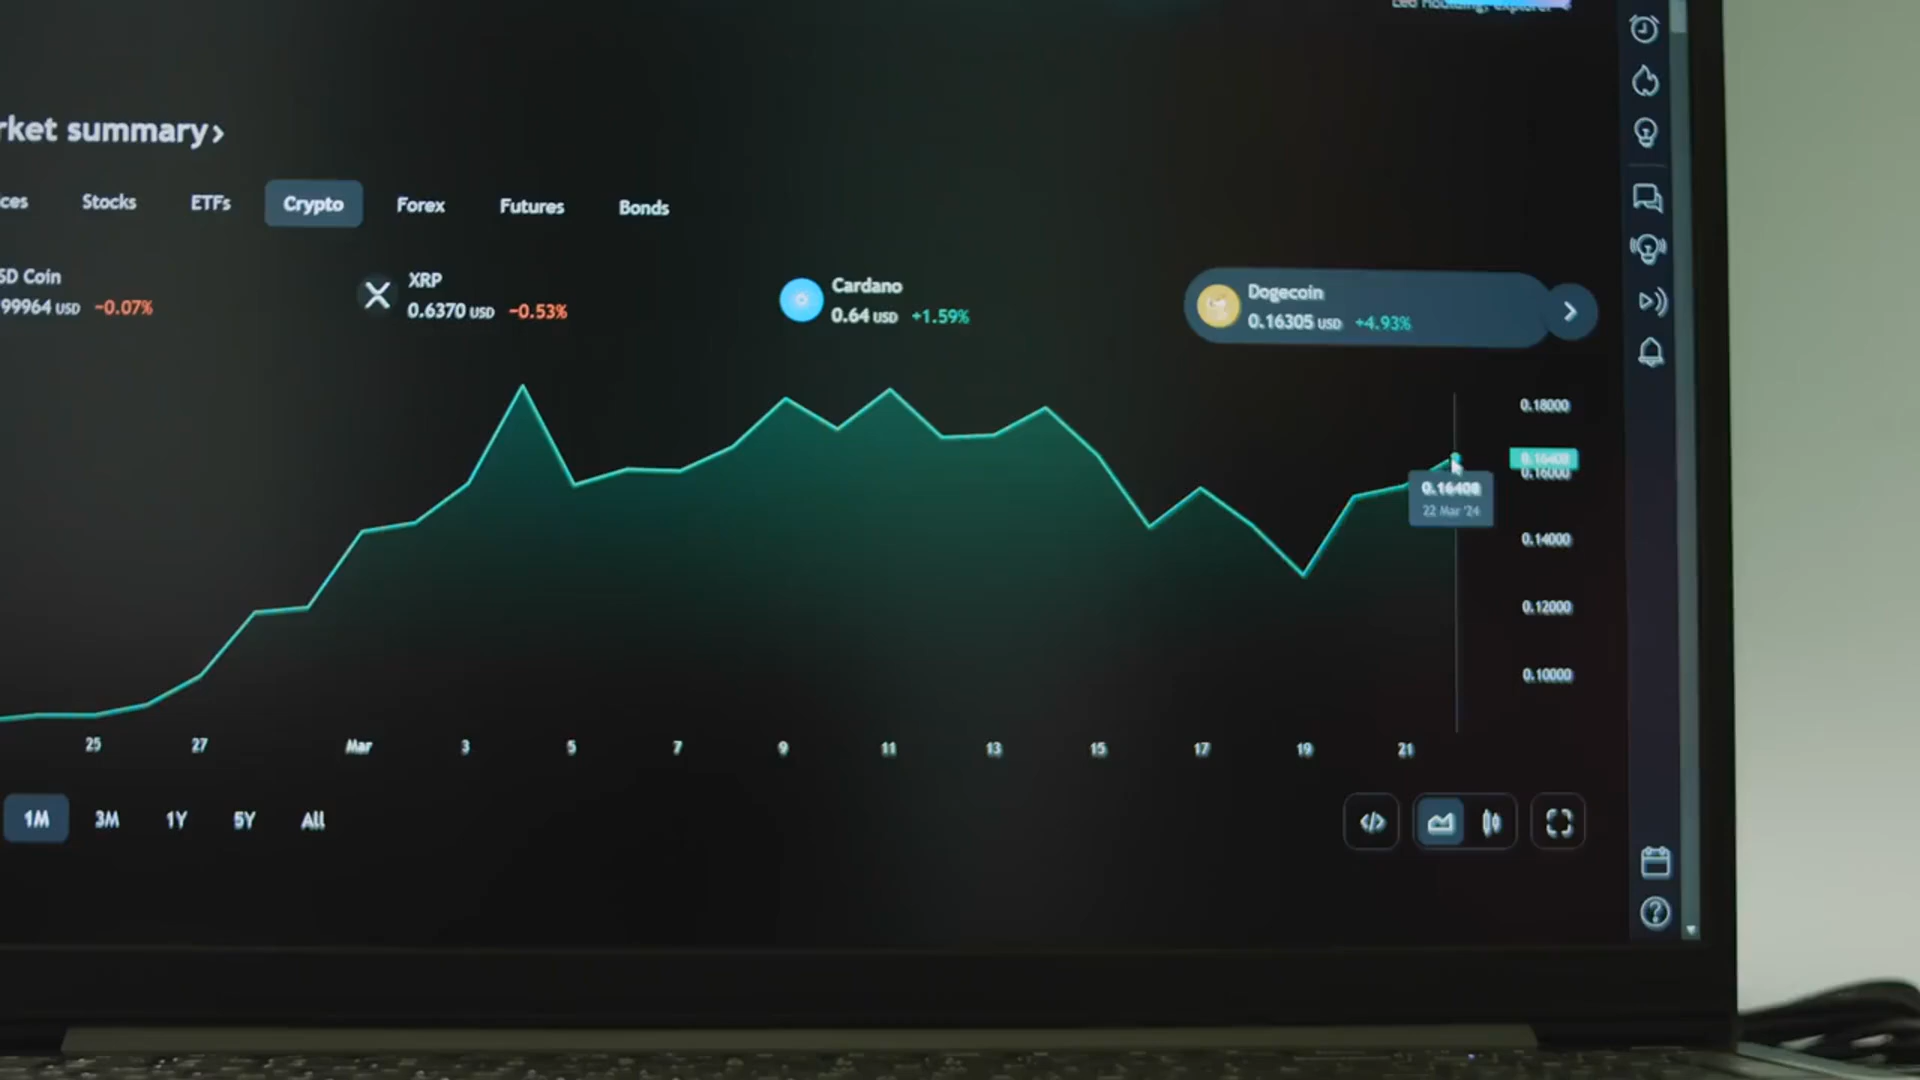 rket summary ›
ces Stocks ETFs Crypto Forex Futures Bonds
SD Coin
99964 USD −0.07%
XRP
0.6370 USD −0.53%
Cardano
0.64 USD +1.59%
Dogecoin
0.16305 USD +4.93%
0.18000
0.16408
0.16000
0.16408
22 Mar '24
0.14000
0.12000
0.10000
25 27 Mar 3 5 7 9 11 13 15 17 19 21
1M 3M 1Y 5Y All